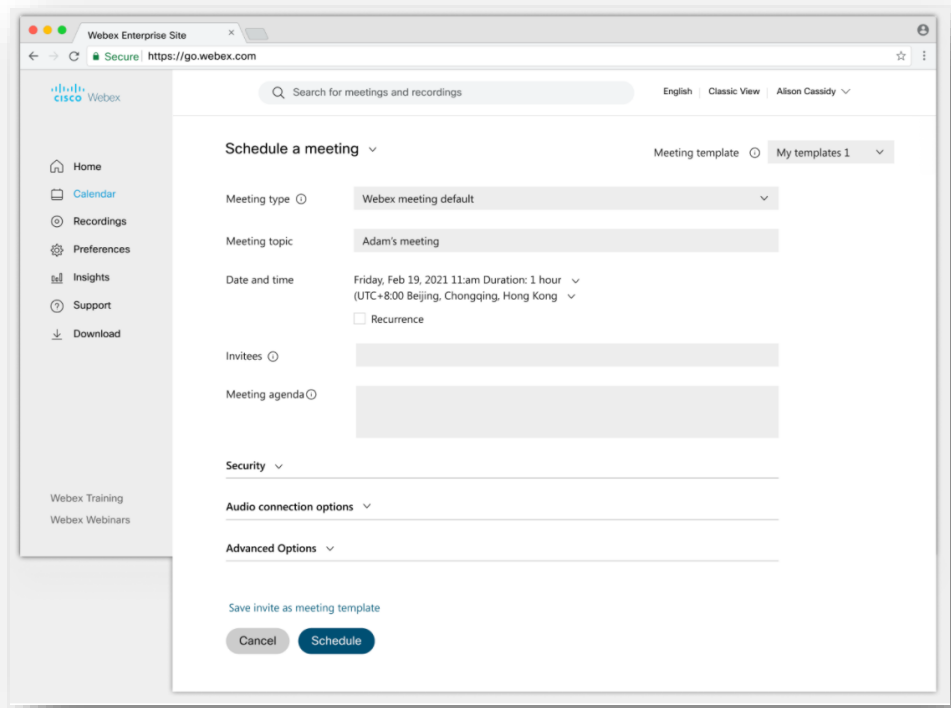 Webex Enterprise Site
Secure https://go.webex.com
CISCO Webex
Search for meetings and recordings
English Classic View Alison Cassidy
Home
Calendar
Recordings
Preferences
Insights
Support
Download
Webex Training
Webex Webinars
Schedule a meeting
Meeting template My templates 1
Meeting type Webex meeting default
Meeting topic Adam's meeting
Date and time Friday, Feb 19, 2021 11:am Duration: 1 hour
(UTC+8:00 Beijing, Chongqing, Hong Kong
Recurrence
Invitees
Meeting agenda
Security
Audio connection options
Advanced Options
Save invite as meeting template
Cancel Schedule